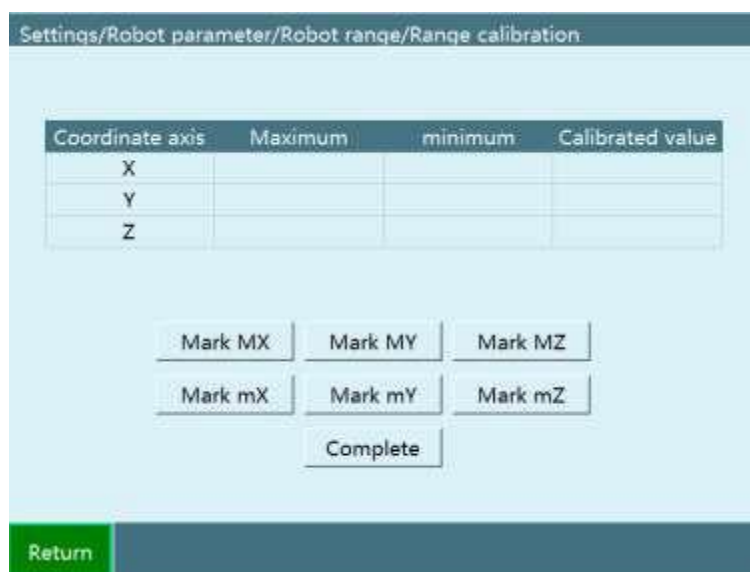 Settings/Robot parameter/Robot range/Range calibration
Coordinate axis Maximum minimum Calibrated value
X
Y
Z
Mark MX Mark MY Mark MZ
Mark mX Mark mY Mark mZ
Complete
Return